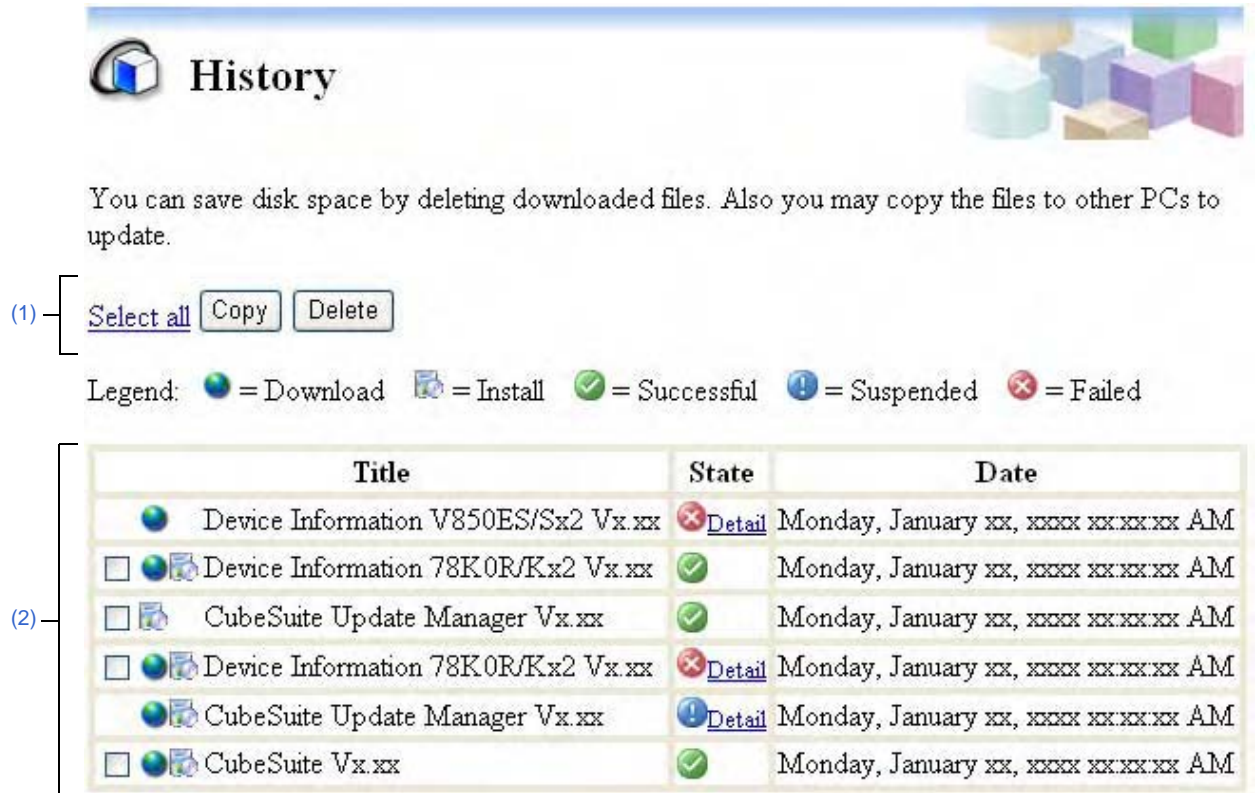 History
You can save disk space by deleting downloaded files. Also you may copy the files to other PCs to
update.
(1)
Select all Copy Delete
Legend: = Download = Install = Successful = Suspended = Failed
(2)
Title State Date
Device Information V850ES/Sx2 Vx.xx Detail Monday, January xx, xxxx xx:xx:xx AM
Device Information 78K0R/Kx2 Vx.xx Monday, January xx, xxxx xx:xx:xx AM
CubeSuite Update Manager Vx.xx Monday, January xx, xxxx xx:xx:xx AM
Device Information 78K0R/Kx2 Vx.xx Detail Monday, January xx, xxxx xx:xx:xx AM
CubeSuite Update Manager Vx.xx Detail Monday, January xx, xxxx xx:xx:xx AM
CubeSuite Vx.xx Monday, January xx, xxxx xx:xx:xx AM